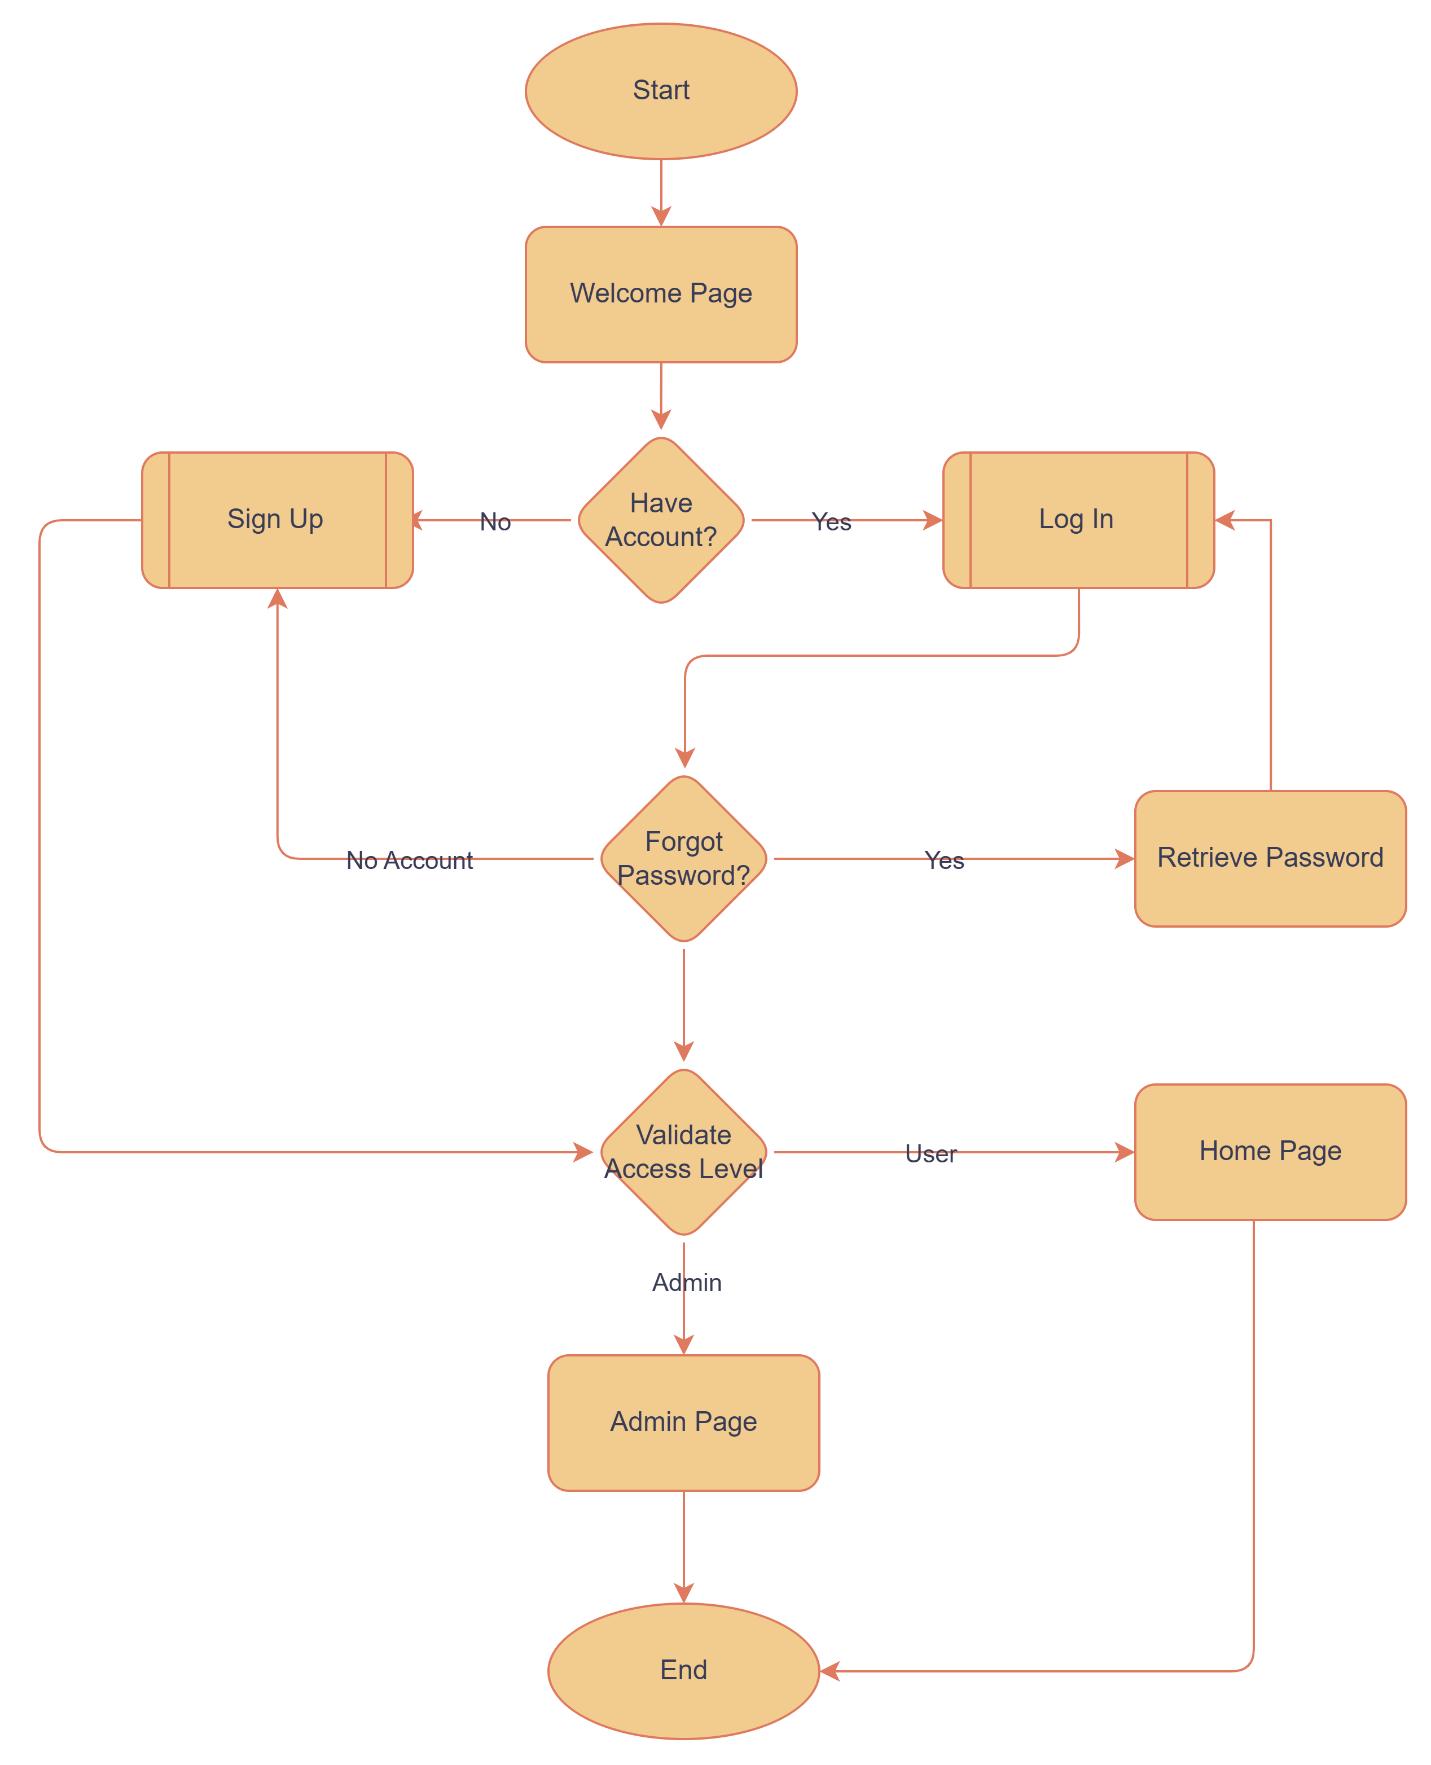 Start
Welcome Page
Sign Up
No
Have
Account?
Yes
Log In
No Account
Forgot
Password?
Yes
Retrieve Password
Validate
Access Level
User
Home Page
Admin
Admin Page
End